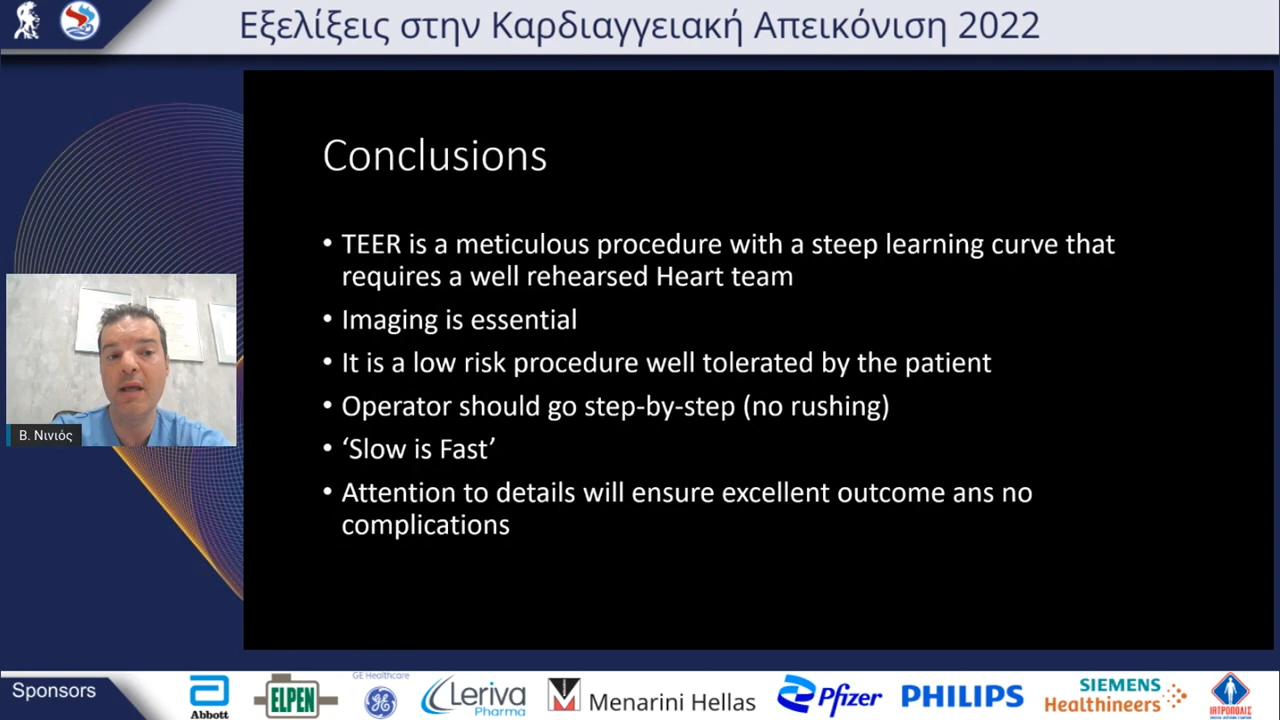 Εξελίξεις στην Καρδιαγγειακή Απεικόνιση 2022
Conclusions
• TEER is a meticulous procedure with a steep learning curve that
requires a well rehearsed Heart team
• Imaging is essential
• It is a low risk procedure well tolerated by the patient
• Operator should go step-by-step (no rushing)
• ‘Slow is Fast’
• Attention to details will ensure excellent outcome ans no
complications
Β. Νινιός
Sponsors
Abbott
ELPEN
GE Healthcare
Leriva
Pharma
Menarini Hellas
Pfizer
PHILIPS
SIEMENS
Healthineers
ΙΑΤΡΟΠΟΛΙΣ